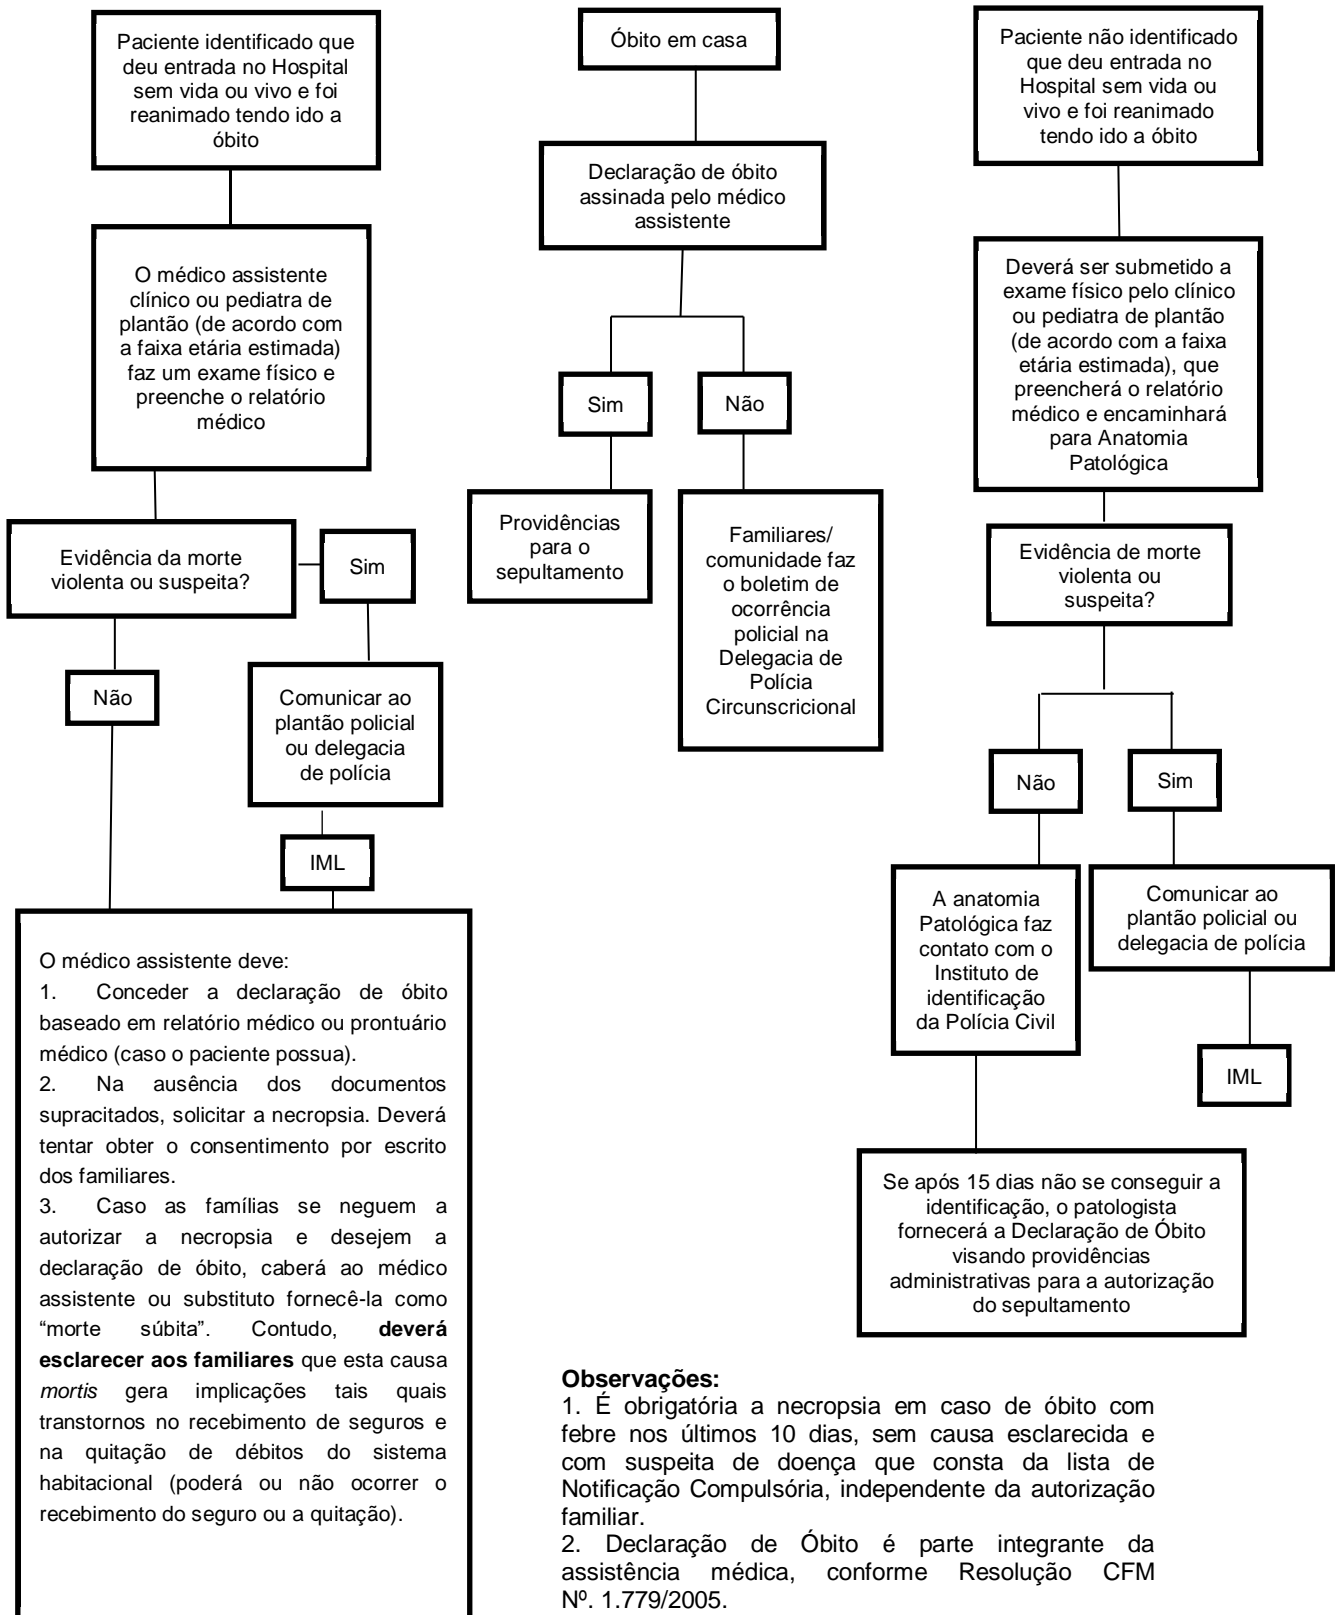 Paciente identificado que
deu entrada no Hospital
sem vida ou vivo e foi
reanimado tendo ido a
óbito
O médico assistente
clínico ou pediatra de
plantão (de acordo com
a faixa etária estimada)
faz um exame físico e
preenche o relatório
médico
Evidência da morte
violenta ou suspeita?
Sim
Não
Comunicar ao
plantão policial
ou delegacia
de polícia
IML
O médico assistente deve:
1. Conceder a declaração de óbito
baseado em relatório médico ou prontuário
médico (caso o paciente possua).
2. Na ausência dos documentos
supracitados, solicitar a necropsia. Deverá
tentar obter o consentimento por escrito
dos familiares.
3. Caso as famílias se neguem a
autorizar a necropsia e desejem a
declaração de óbito, caberá ao médico
assistente ou substituto fornecê-la como
“morte súbita”. Contudo, deverá
esclarecer aos familiares que esta causa
mortis gera implicações tais quais
transtornos no recebimento de seguros e
na quitação de débitos do sistema
habitacional (poderá ou não ocorrer o
recebimento do seguro ou a quitação).
Óbito em casa
Declaração de óbito
assinada pelo médico
assistente
Sim
Não
Providências
para o
sepultamento
Familiares/
comunidade faz
o boletim de
ocorrência
policial na
Delegacia de
Polícia
Circunscricional
Paciente não identificado
que deu entrada no
Hospital sem vida ou
vivo e foi reanimado
tendo ido a óbito
Deverá ser submetido a
exame físico pelo clínico
ou pediatra de plantão
(de acordo com a faixa
etária estimada), que
preencherá o relatório
médico e encaminhará
para Anatomia
Patológica
Evidência de morte
violenta ou
suspeita?
Não
Sim
A anatomia
Patológica faz
contato com o
Instituto de
identificação
da Polícia Civil
Comunicar ao
plantão policial ou
delegacia de polícia
IML
Se após 15 dias não se conseguir a
identificação, o patologista
fornecerá a Declaração de Óbito
visando providências
administrativas para a autorização
do sepultamento
Observações:
1. É obrigatória a necropsia em caso de óbito com
febre nos últimos 10 dias, sem causa esclarecida e
com suspeita de doença que consta da lista de
Notificação Compulsória, independente da autorização
familiar.
2. Declaração de Óbito é parte integrante da
assistência médica, conforme Resolução CFM
Nº. 1.779/2005.